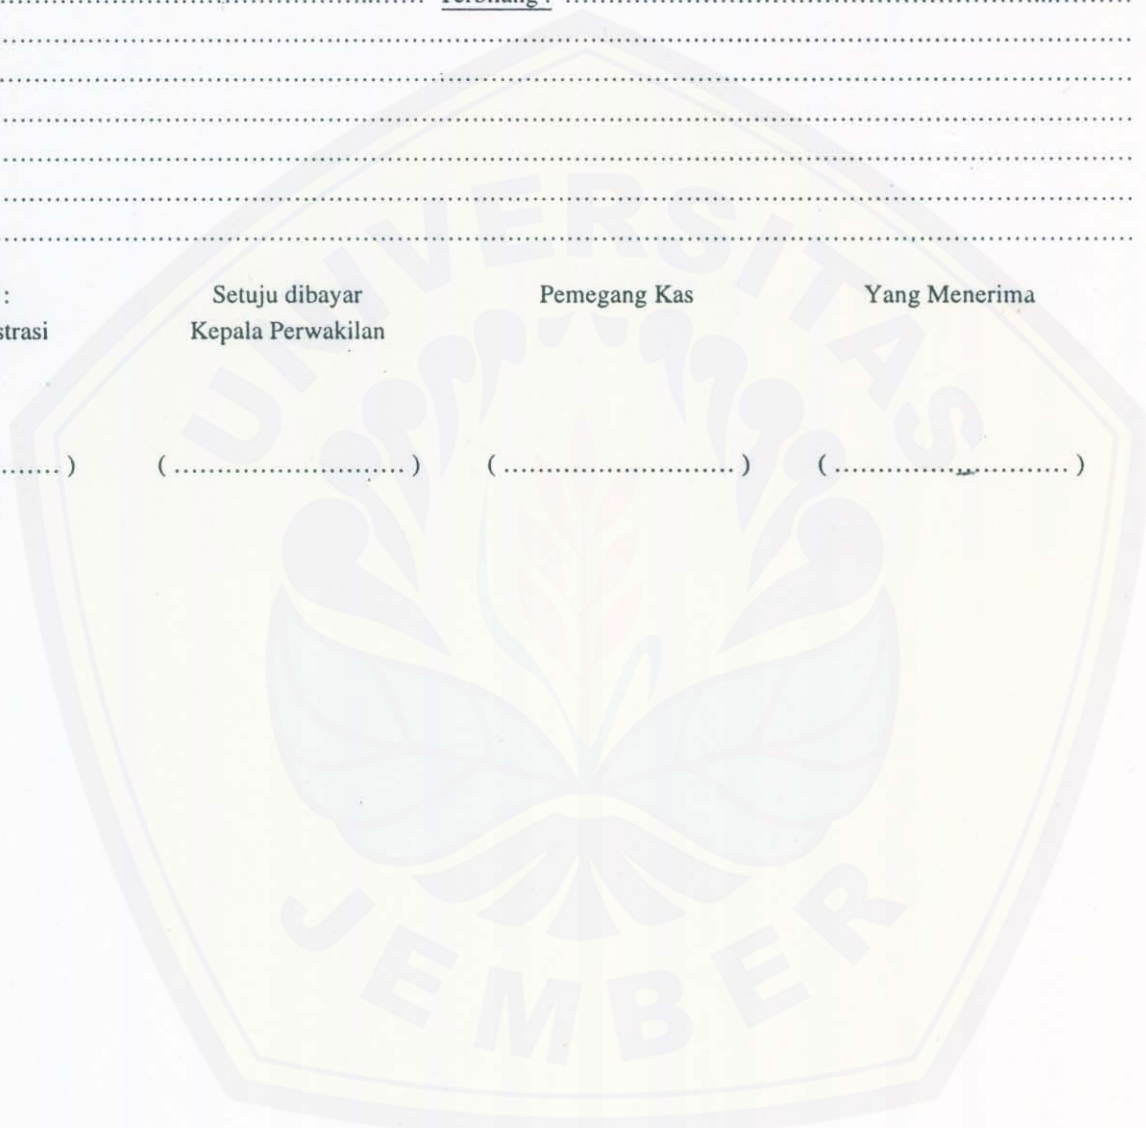 .................................................... Terbilang : ....................................................................................
....................................................................................................................................................
....................................................................................................................................................
....................................................................................................................................................
....................................................................................................................................................
....................................................................................................................................................
....................................................................................................................................................
: Setuju dibayar Pemegang Kas Yang Menerima
strasi Kepala Perwakilan
....... ) ( ........................... ) ( ........................... ) ( ........................... )
UNIVERSITAS
JEMBER